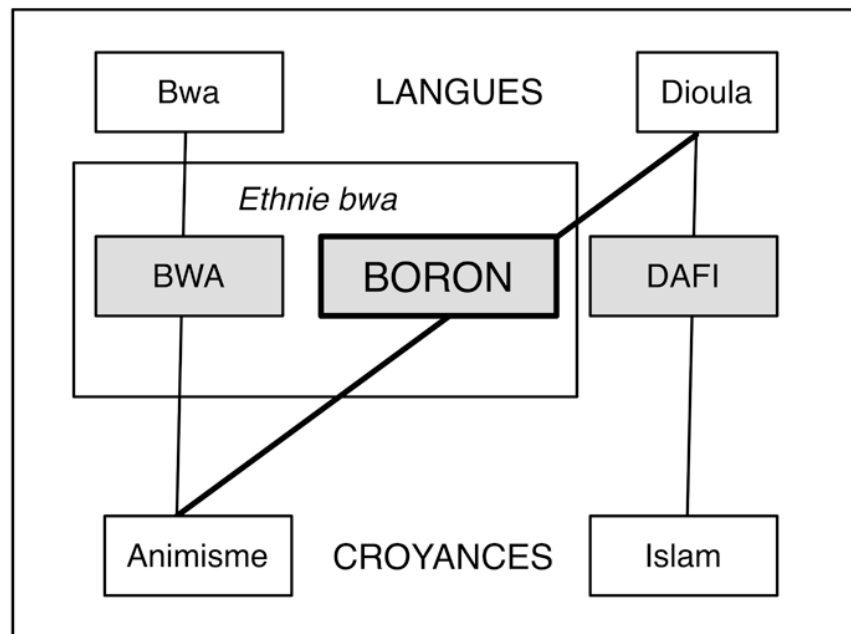 Bwa LANGUES Dioula
Ethnie bwa
BWA BORON DAFI
Animisme CROYANCES Islam